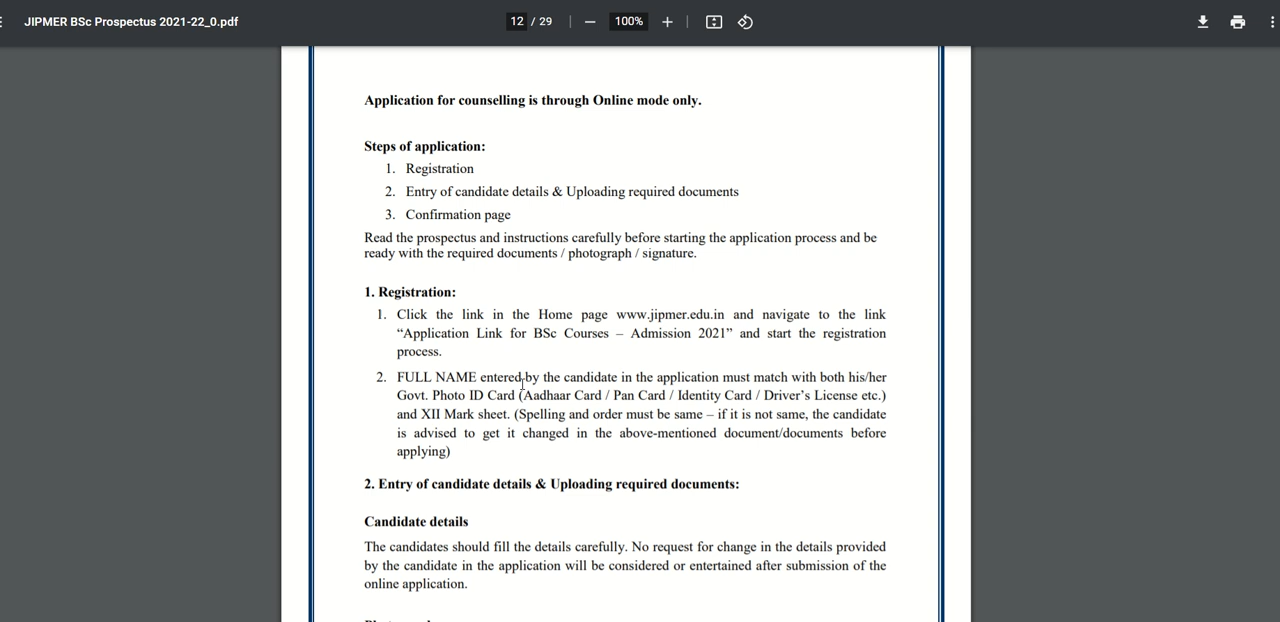 JIPMER BSc Prospectus 2021-22_0.pdf
12 / 29
100%
Application for counselling is through Online mode only.
Steps of application:
1. Registration
2. Entry of candidate details & Uploading required documents
3. Confirmation page
Read the prospectus and instructions carefully before starting the application process and be
ready with the required documents / photograph / signature.
1. Registration:
1. Click the link in the Home page www.jipmer.edu.in and navigate to the link
“Application Link for BSc Courses – Admission 2021” and start the registration
process.
2. FULL NAME entered by the candidate in the application must match with both his/her
Govt. Photo ID Card (Aadhaar Card / Pan Card / Identity Card / Driver’s License etc.)
and XII Mark sheet. (Spelling and order must be same – if it is not same, the candidate
is advised to get it changed in the above-mentioned document/documents before
applying)
2. Entry of candidate details & Uploading required documents:
Candidate details
The candidates should fill the details carefully. No request for change in the details provided
by the candidate in the application will be considered or entertained after submission of the
online application.